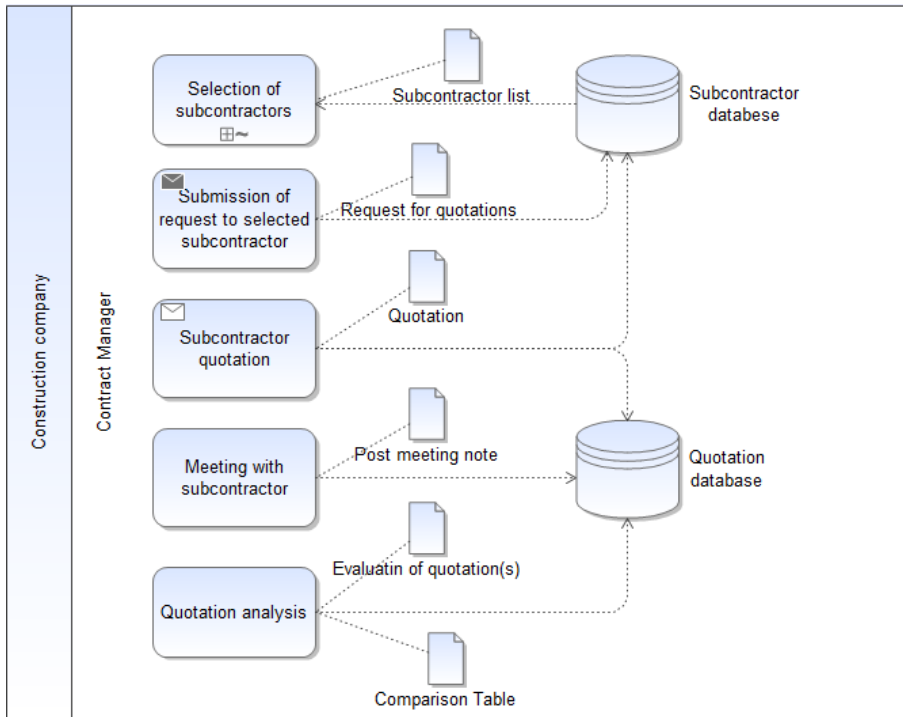 Construction company
Contract Manager
Selection of
subcontractors
Subcontractor list
Subcontractor
databese
Submission of
request to selected
subcontractor
Request for quotations
Subcontractor
quotation
Quotation
Meeting with
subcontractor
Post meeting note
Quotation
database
Quotation analysis
Evaluatin of quotation(s)
Comparison Table